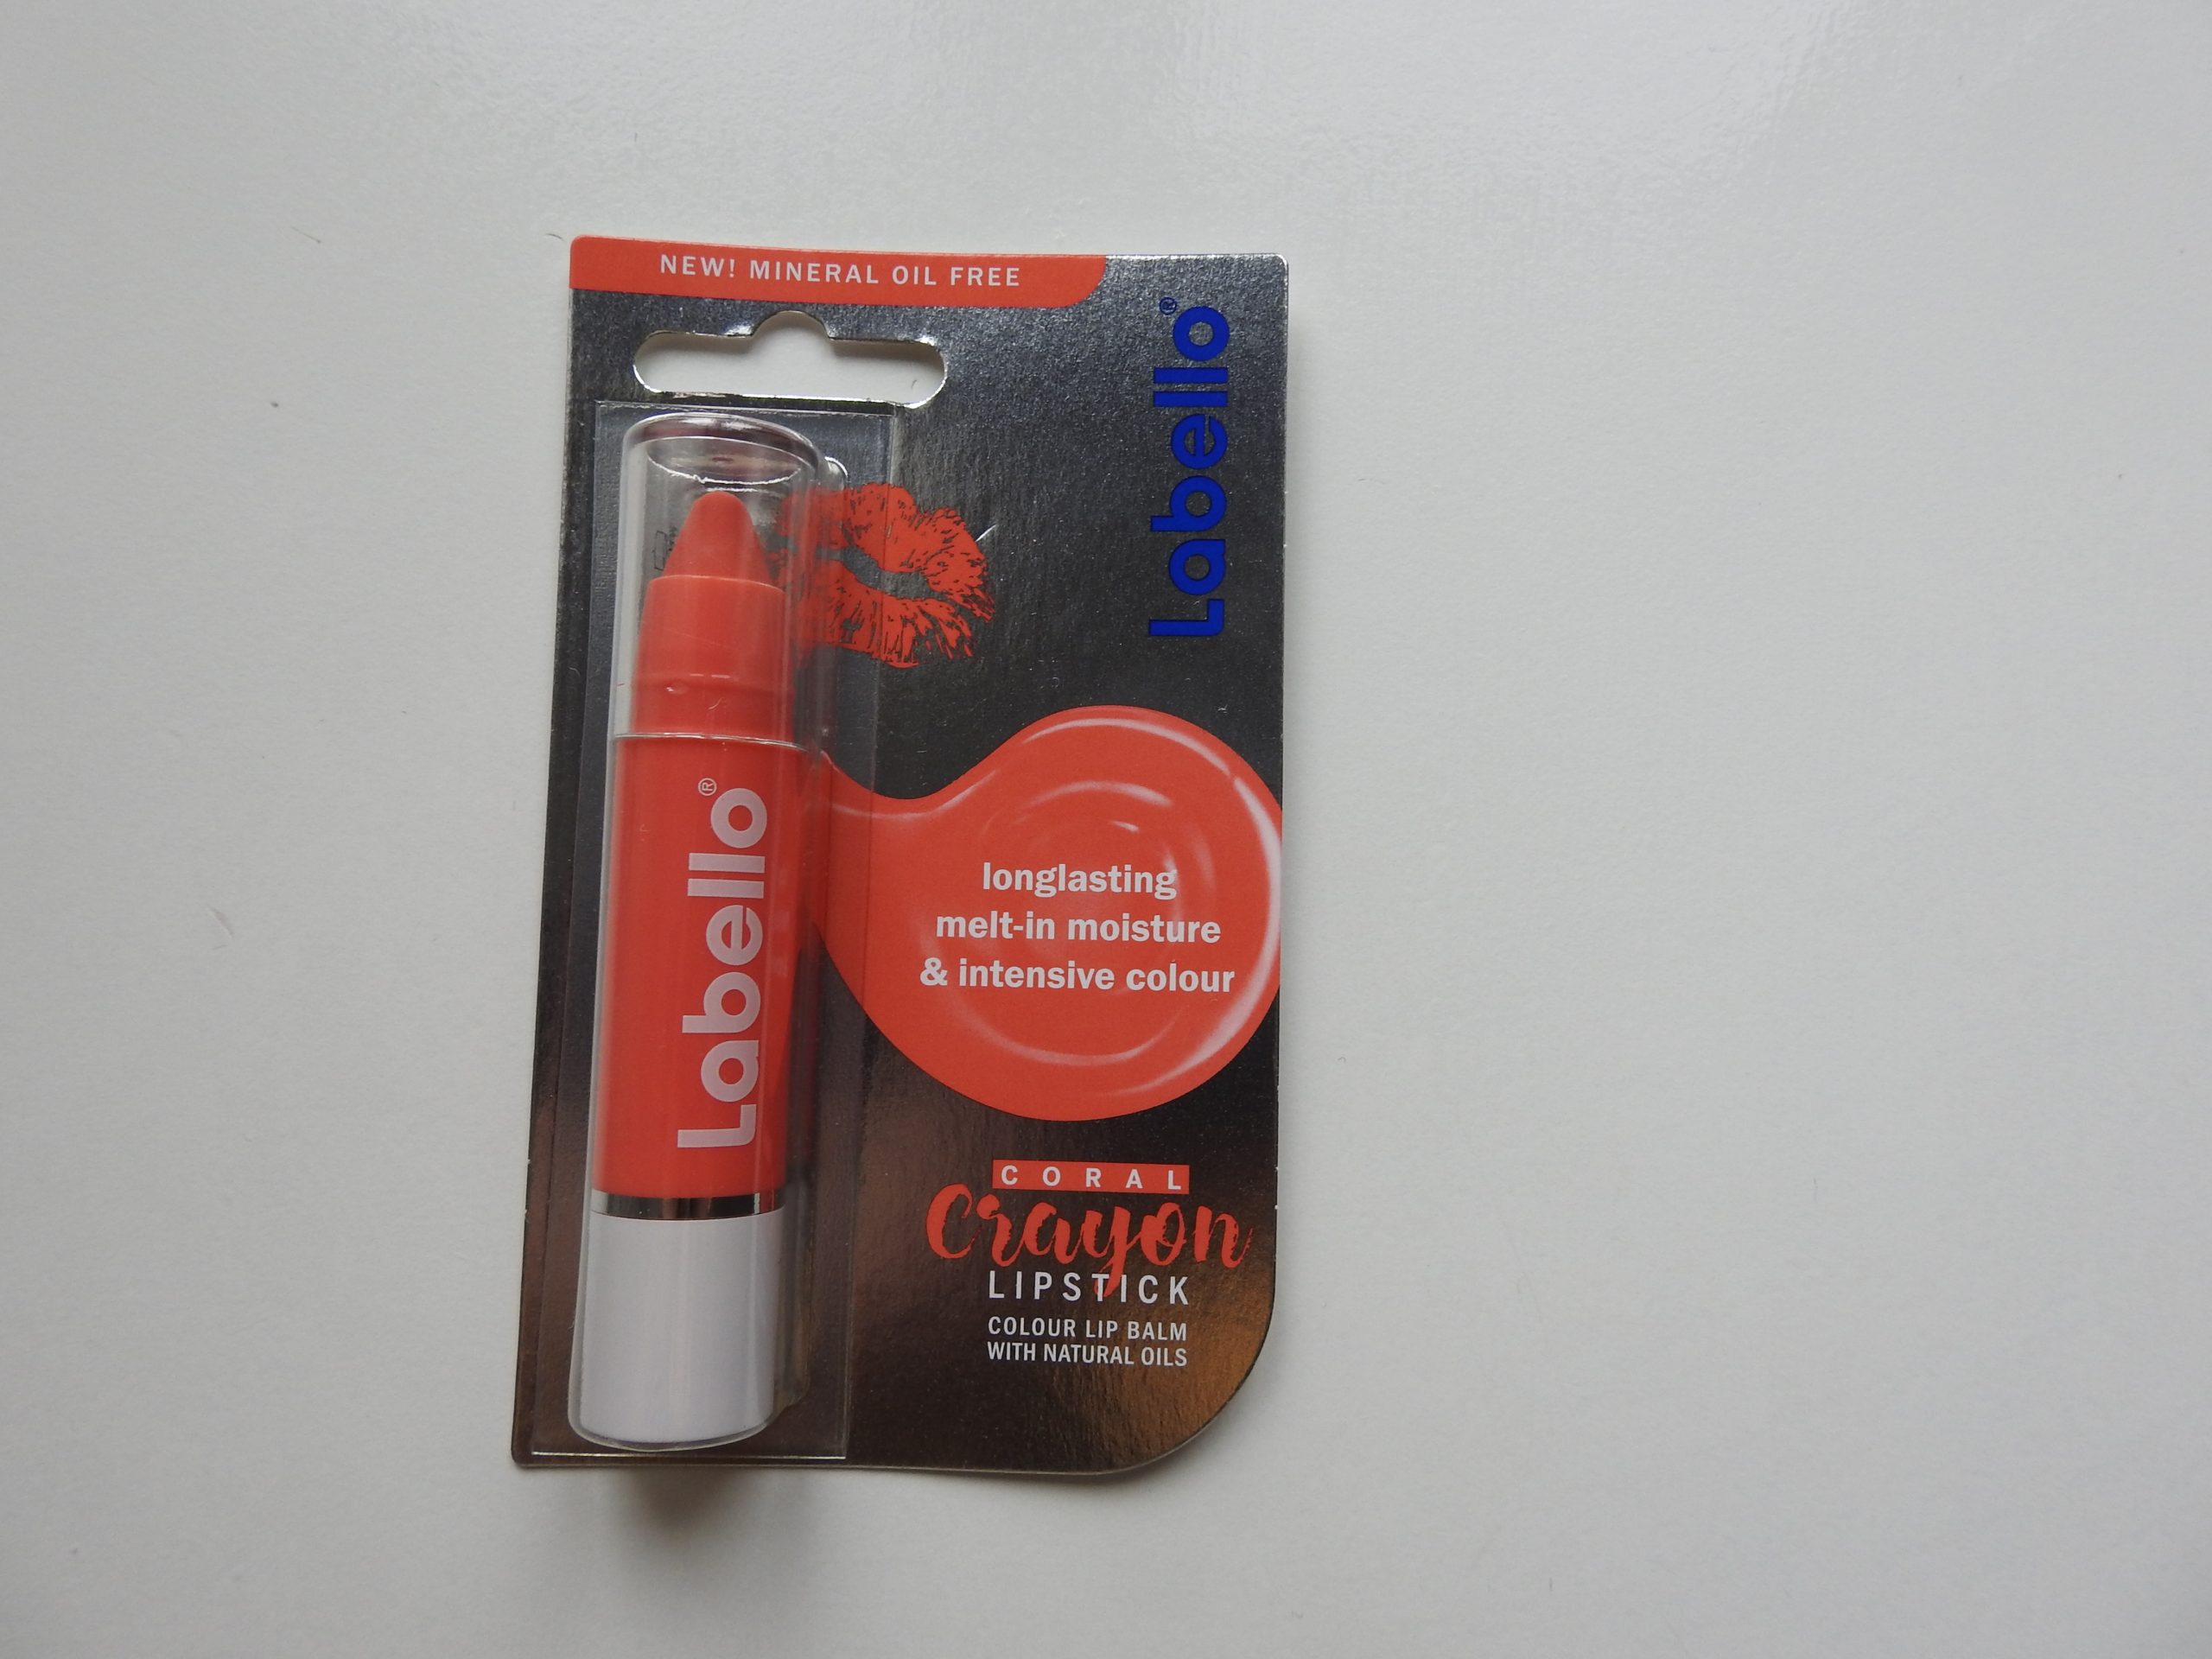 NEW! MINERAL OIL FREE
Labello®
Labello®
longlasting
melt-in moisture
& intensive colour
CORAL
Crayon
LIPSTICK
COLOUR LIP BALM
WITH NATURAL OILS